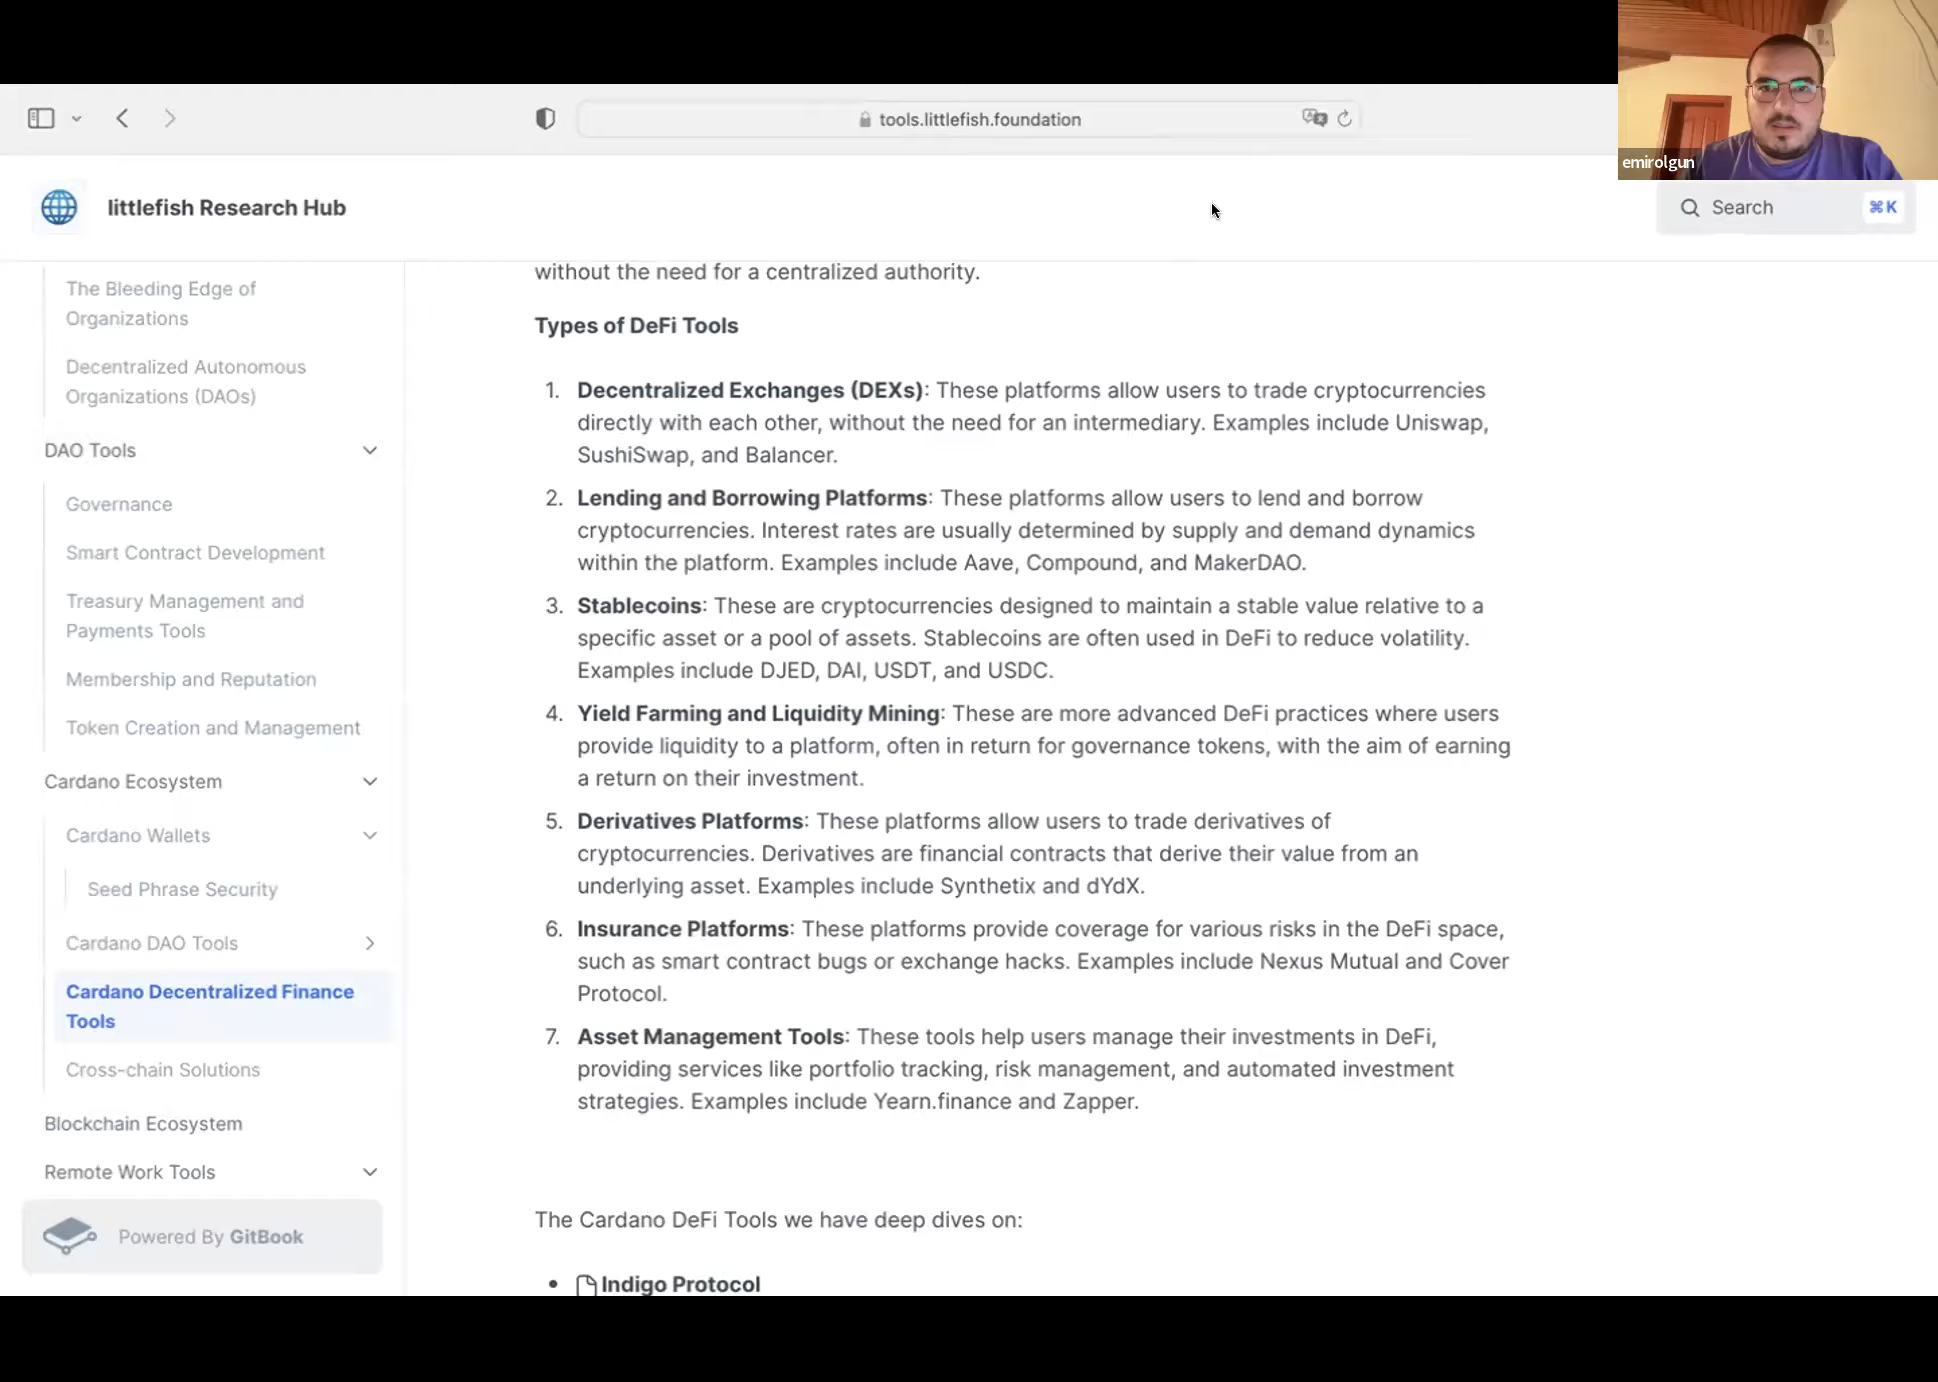 tools.littlefish.foundation
emirolgun
littlefish Research Hub
Search
⌘K
The Bleeding Edge of
Organizations
Decentralized Autonomous
Organizations (DAOs)
DAO Tools
Governance
Smart Contract Development
Treasury Management and
Payments Tools
Membership and Reputation
Token Creation and Management
Cardano Ecosystem
Cardano Wallets
Seed Phrase Security
Cardano DAO Tools
Cardano Decentralized Finance
Tools
Cross-chain Solutions
Blockchain Ecosystem
Remote Work Tools
Powered By GitBook
without the need for a centralized authority.
Types of DeFi Tools
1. Decentralized Exchanges (DEXs): These platforms allow users to trade cryptocurrencies
directly with each other, without the need for an intermediary. Examples include Uniswap,
SushiSwap, and Balancer.
2. Lending and Borrowing Platforms: These platforms allow users to lend and borrow
cryptocurrencies. Interest rates are usually determined by supply and demand dynamics
within the platform. Examples include Aave, Compound, and MakerDAO.
3. Stablecoins: These are cryptocurrencies designed to maintain a stable value relative to a
specific asset or a pool of assets. Stablecoins are often used in DeFi to reduce volatility.
Examples include DJED, DAI, USDT, and USDC.
4. Yield Farming and Liquidity Mining: These are more advanced DeFi practices where users
provide liquidity to a platform, often in return for governance tokens, with the aim of earning
a return on their investment.
5. Derivatives Platforms: These platforms allow users to trade derivatives of
cryptocurrencies. Derivatives are financial contracts that derive their value from an
underlying asset. Examples include Synthetix and dYdX.
6. Insurance Platforms: These platforms provide coverage for various risks in the DeFi space,
such as smart contract bugs or exchange hacks. Examples include Nexus Mutual and Cover
Protocol.
7. Asset Management Tools: These tools help users manage their investments in DeFi,
providing services like portfolio tracking, risk management, and automated investment
strategies. Examples include Yearn.finance and Zapper.
The Cardano DeFi Tools we have deep dives on:
• Indigo Protocol